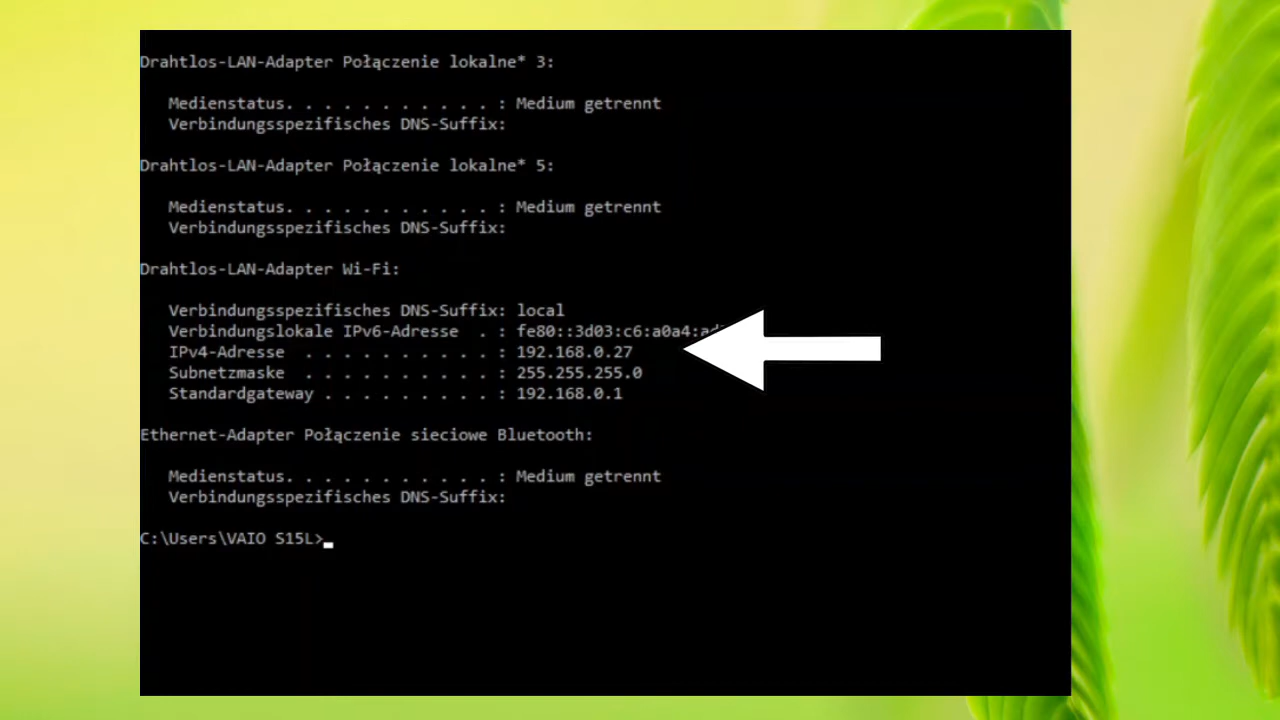 Drahtlos-LAN-Adapter Połączenie lokalne* 3:
Medienstatus. . . . . . . . . . . : Medium getrennt
Verbindungsspezifisches DNS-Suffix:
Drahtlos-LAN-Adapter Połączenie lokalne* 5:
Medienstatus. . . . . . . . . . . : Medium getrennt
Verbindungsspezifisches DNS-Suffix:
Drahtlos-LAN-Adapter Wi-Fi:
Verbindungsspezifisches DNS-Suffix: local
Verbindungslokale IPv6-Adresse  . : fe80::3d03:c6:a0a4:ad
IPv4-Adresse  . . . . . . . . . . : 192.168.0.27
Subnetzmaske  . . . . . . . . . . : 255.255.255.0
Standardgateway . . . . . . . . . : 192.168.0.1
Ethernet-Adapter Połączenie sieciowe Bluetooth:
Medienstatus. . . . . . . . . . . : Medium getrennt
Verbindungsspezifisches DNS-Suffix:
C:\Users\VAIO S15L>